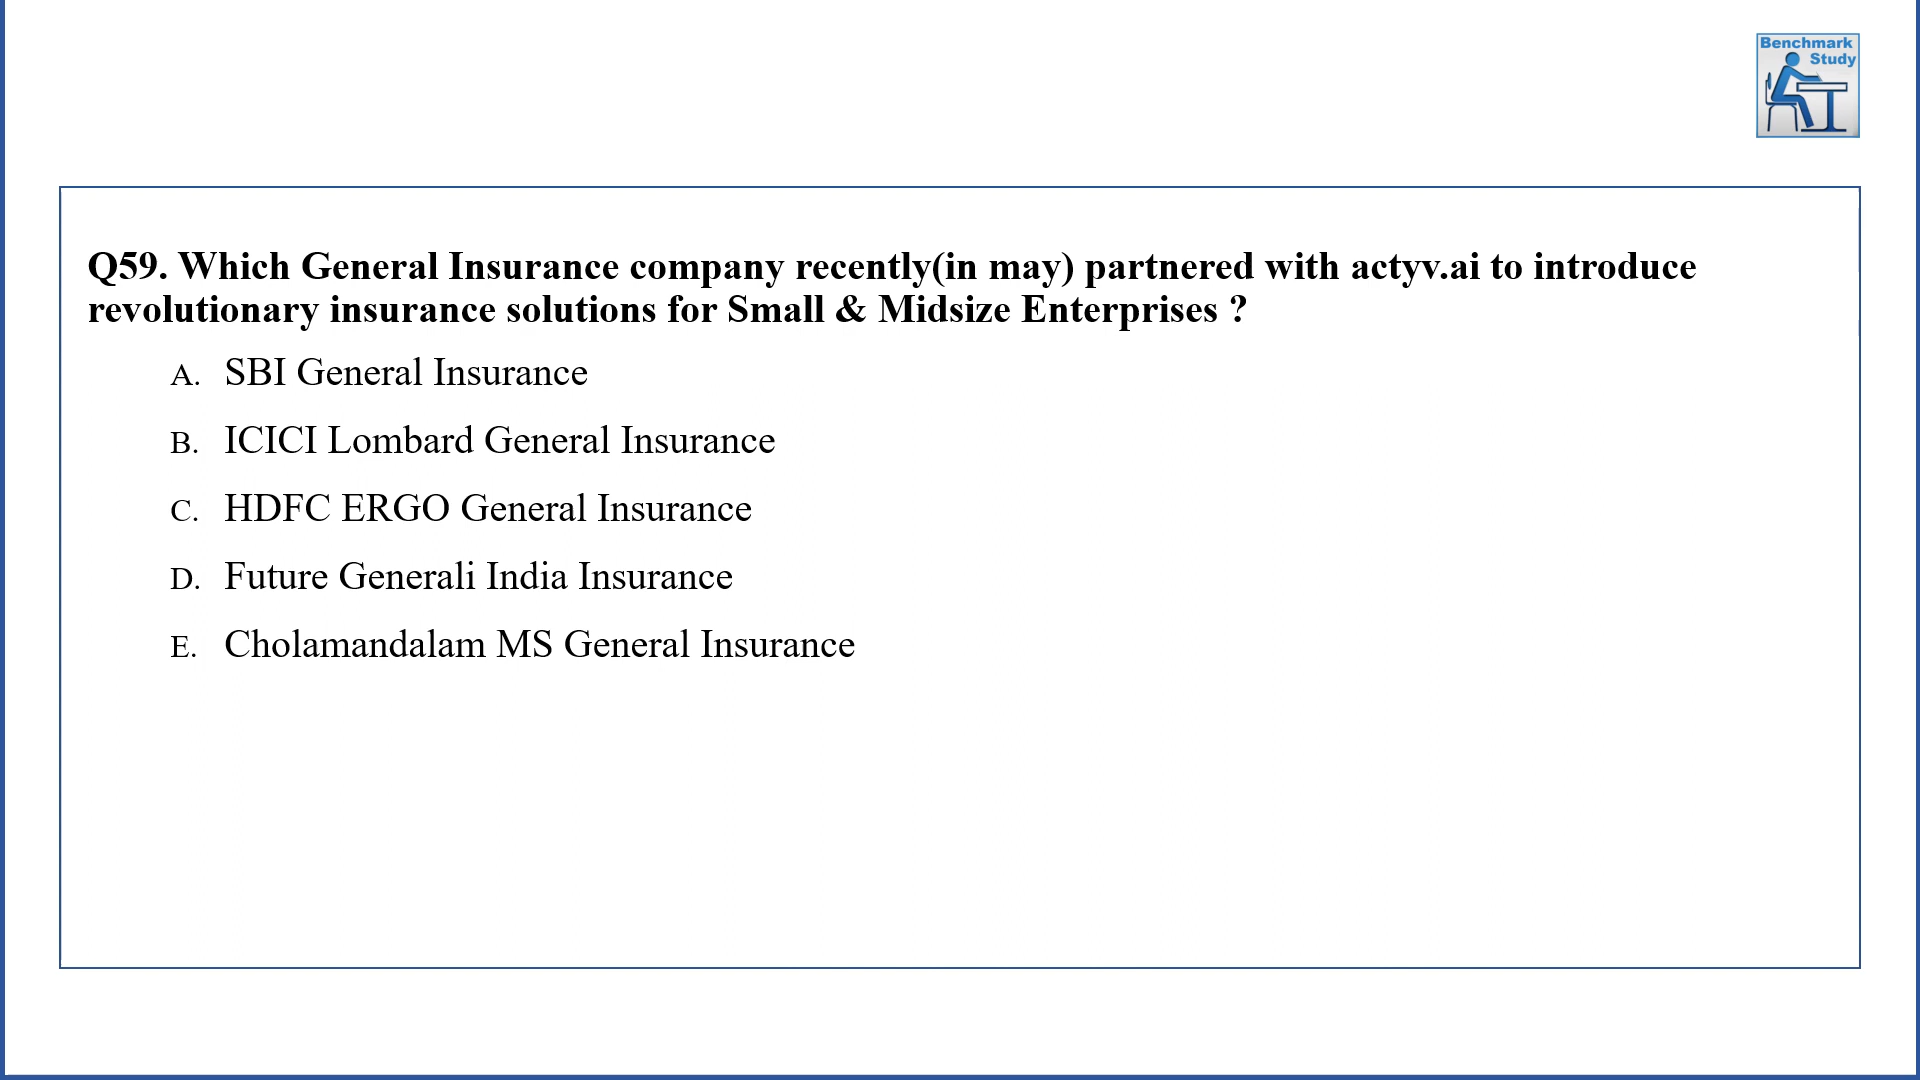 Benchmark
Study
Q59. Which General Insurance company recently(in may) partnered with actyv.ai to introduce
revolutionary insurance solutions for Small & Midsize Enterprises ?
A. SBI General Insurance
B. ICICI Lombard General Insurance
C. HDFC ERGO General Insurance
D. Future Generali India Insurance
E. Cholamandalam MS General Insurance